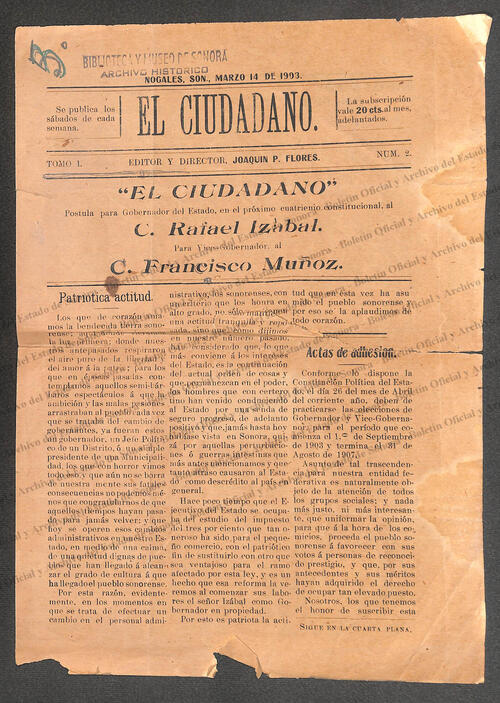 BIBLIOTECA Y MUSEO DE SONORA
ARCHIVO HISTORICO
NOGALES, SON., MARZO 14 DE 1903.
Se publica los
sábados de cada
semana.
EL CIUDADANO.
La subscripción
vale 20 cts. al mes,
adelantados.
TOMO I.
EDITOR Y DIRECTOR, JOAQUIN P. FLORES.
NUM. 2.
"EL CIUDADANO"
Postula para Gobernador del Estado, en el próximo cuatrienio constitucional, al
C. Rafael Izábal.
Para Vice-Gobernador, al
C. Francisco Muñoz.
Patriótica actitud.
Los que de corazón ama-
mos la bendecida tierra sono-
rense;
luz primera; donde nues-
tros antepasados respiraron
el aire puro de la libertad y
del amor á la patria; para los
que en épocas pasadas con-
templarios aquellos semi-bár-
baros espectáculos á que la
ambición y las malas pasiones
arrastraban al pueblo cada vez
que se trataba del cambio de
gobernantes, ya fueran estos
un gobernador, un Jefe Políti-
co de un Distrito, ó un simple
presidente de una Municipali-
dad, los que con horror vimos
todo eso, y que aún no se borra
de nuestra mente sus fatales
consecuencias no podemos mé-
nos que congratularnos de que
aquellos tiempos hayan pasa-
do, para jamás volver; y que
hoy se operen esos cambios
administrativos en nuestro Es-
tado, en medio de una calma,
de una quietud dignas de pue-
blos que han llegado á alcan-
zar el grado de cultura á que
ha llegado el pueblo sonorense.
Por esta razón, evidente-
mente, en los momentos en
que se trata de efectuar un
cambio en el personal admi-
nistrativo, los sonorenses, con
un criterio que les honra en
alto grado, no sólo mantienen
una actitud tranquila y repo-
sada, sino que, como dijimos
en nuestro número pasado,
han considerado que, lo que
más conviene á los intereses
del Estado, es la continuación
del actual orden de cosas y
que permanezcan en el poder,
los hombres que con certero
tino han venido conduciendo
al Estado por una senda de
seguro progreso, de adelanto
positivo y que, jamás hasta hoy
habíase visto en Sonora, qui-
zá por aquellas perturbacio-
nes ó guerras intestinas que
más antes mencionamos y que
tanto atraso causaron al Esta-
do como descrédito al país en
general.
Hace poco tiempo que el E-
jecutivo del Estado se ocupa-
ba del estudio del impuesto
del tres por ciento que tan o-
neroso ha sido, para el peque-
ño comercio, con el patriótico fin
de sustituirlo con otro que
sea ventajoso para el ramo
afectado por esta ley, y es un
hecho que esa reforma la ve-
remos al comenzar sus labo-
res el señor Izábal como Go-
bernador en propiedad.
Por esto es patriota la acti-
tud que en esta vez ha asu-
mido el pueblo sonorense y
por eso se la aplaudimos de
todo corazón.
Actas de adhesión.
Conforme lo dispone la
Constitución Política del Esta-
do, el día 26 del mes de Abril
del corriente año, deben de
practicarse las elecciones de
Gobernador y Vice-Goberna-
dor, para el período que co-
mienza el 1.º de Septiembre de
1903 y termina el 31 de
Agosto de 1907.
Asunto de tal trascenden-
cia para nuestra entidad fe-
derativa es naturalmente ob-
jeto de la atención de todos
los grupos sociales; y nada
más justo, ni más interesan-
te, que uniformar la opinión,
para que á la hora de los co-
micios, proceda el pueblo so-
norense á favorecer con sus
votos á personas de reconoci-
do prestigio, y que, por sus
antecedentes y sus méritos
hayan adquirido el derecho
de ocupar tan elevado puesto.
Nosotros, los que tenemos
el honor de suscribir esta
SIGUE EN LA CUARTA PLANA.
Boletín Oficial y Archivo del Estado